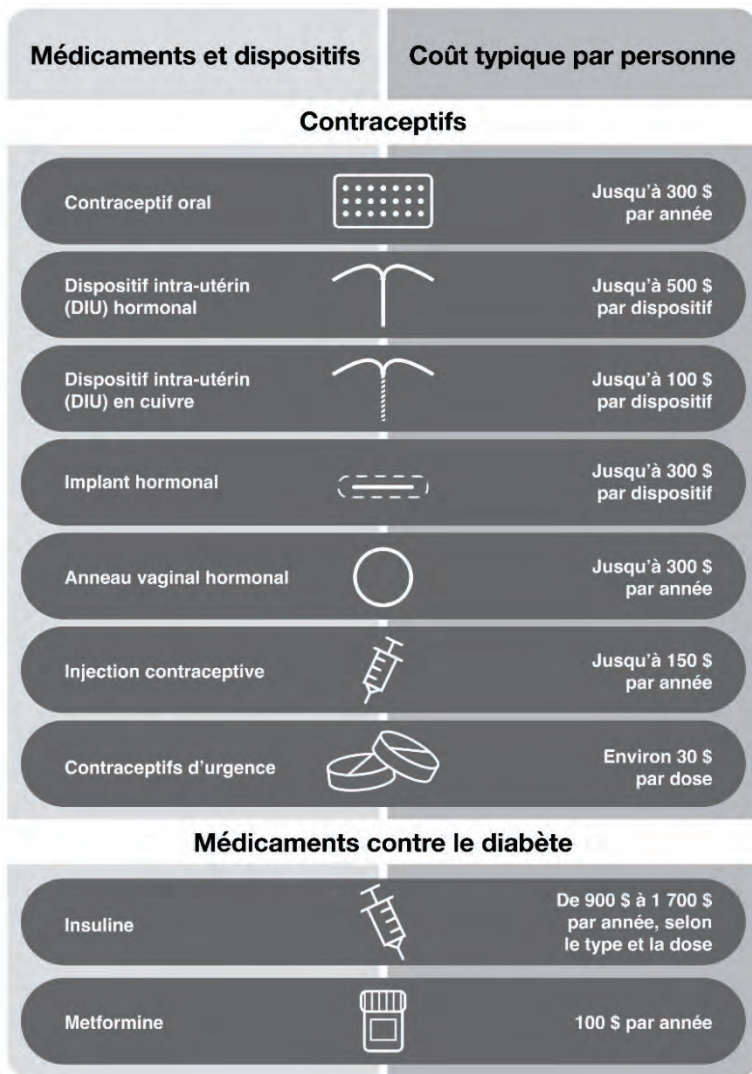 Médicaments et dispositifs
Coût typique par personne
Contraceptifs
Contraceptif oral
Jusqu'à 300 $
par année
Dispositif intra-utérin
(DIU) hormonal
Jusqu'à 500 $
par dispositif
Dispositif intra-utérin
(DIU) en cuivre
Jusqu'à 100 $
par dispositif
Implant hormonal
Jusqu'à 300 $
par dispositif
Anneau vaginal hormonal
Jusqu'à 300 $
par année
Injection contraceptive
Jusqu'à 150 $
par année
Contraceptifs d'urgence
Environ 30 $
par dose
Médicaments contre le diabète
Insuline
De 900 $ à 1 700 $
par année, selon
le type et la dose
Metformine
100 $ par année